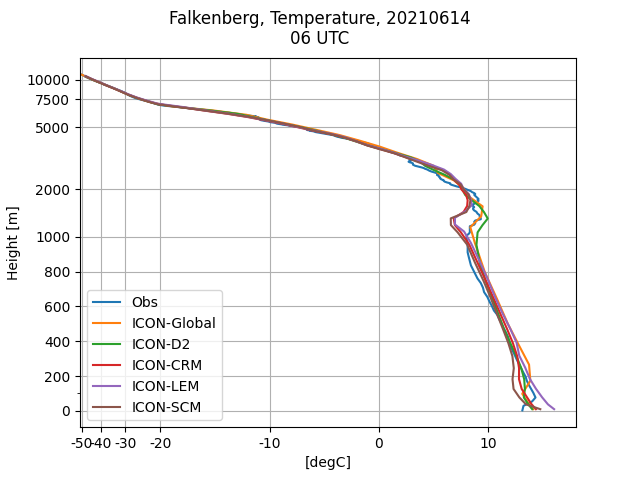 Falkenberg, Temperature, 20210614
06 UTC
Height [m]
10000
7500
5000
2000
1000
800
600
400
200
0
Obs
ICON-Global
ICON-D2
ICON-CRM
ICON-LEM
ICON-SCM
-50 -40 -30 -20 -10 0 10
[degC]